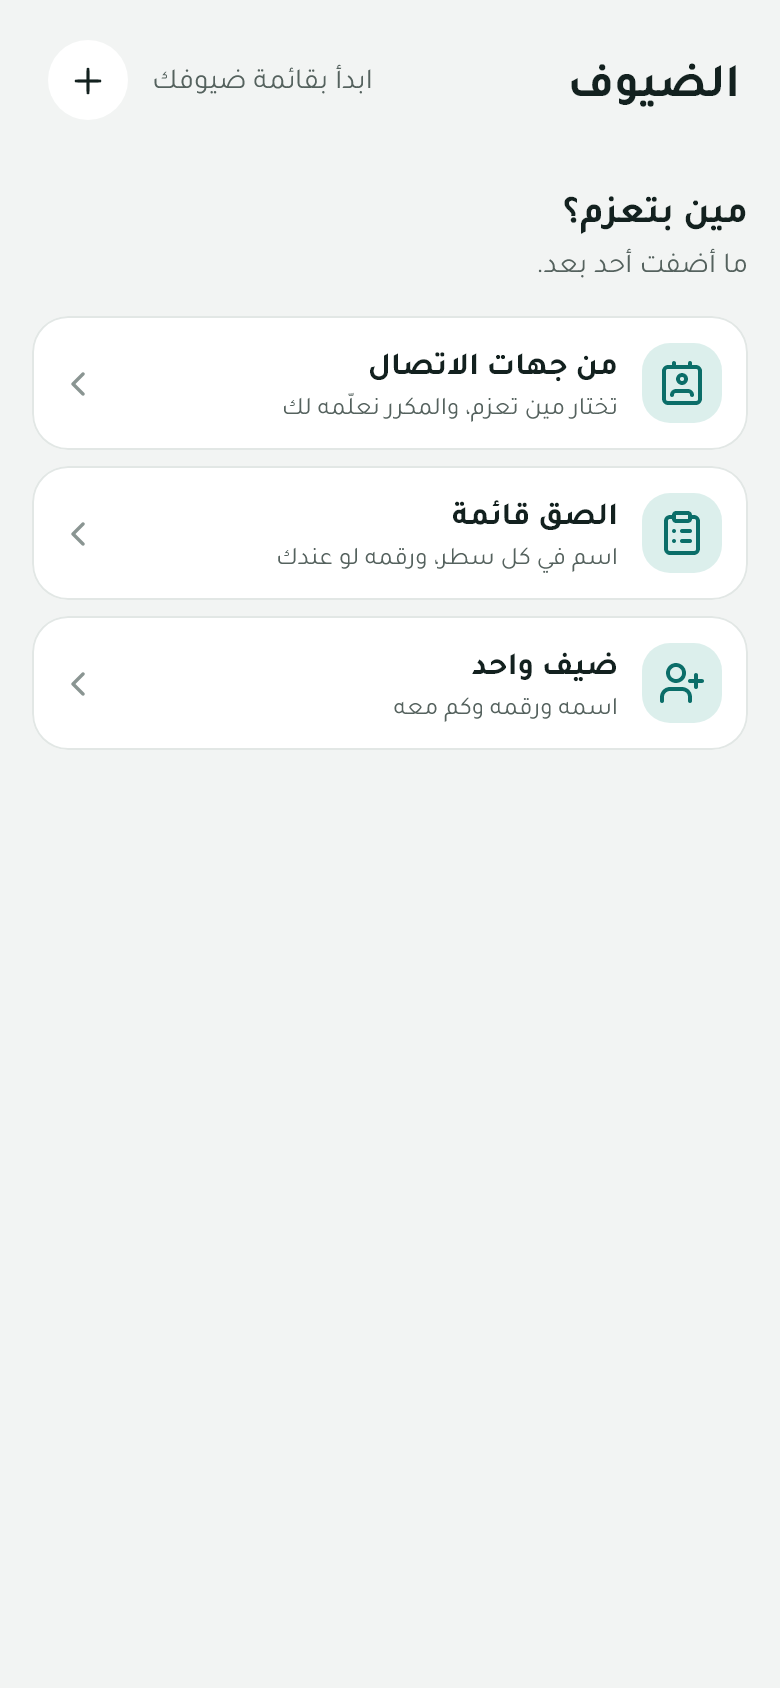 الضيوف
ابدأ بقائمة ضيوفك
مين بتعزم؟
ما أضفت أحد بعد.
من جهات الاتصال
تختار مين تعزم، والمكرر نعلّمه لك
الصق قائمة
اسم في كل سطر، ورقمه لو عندك
ضيف واحد
اسمه ورقمه وكم معه